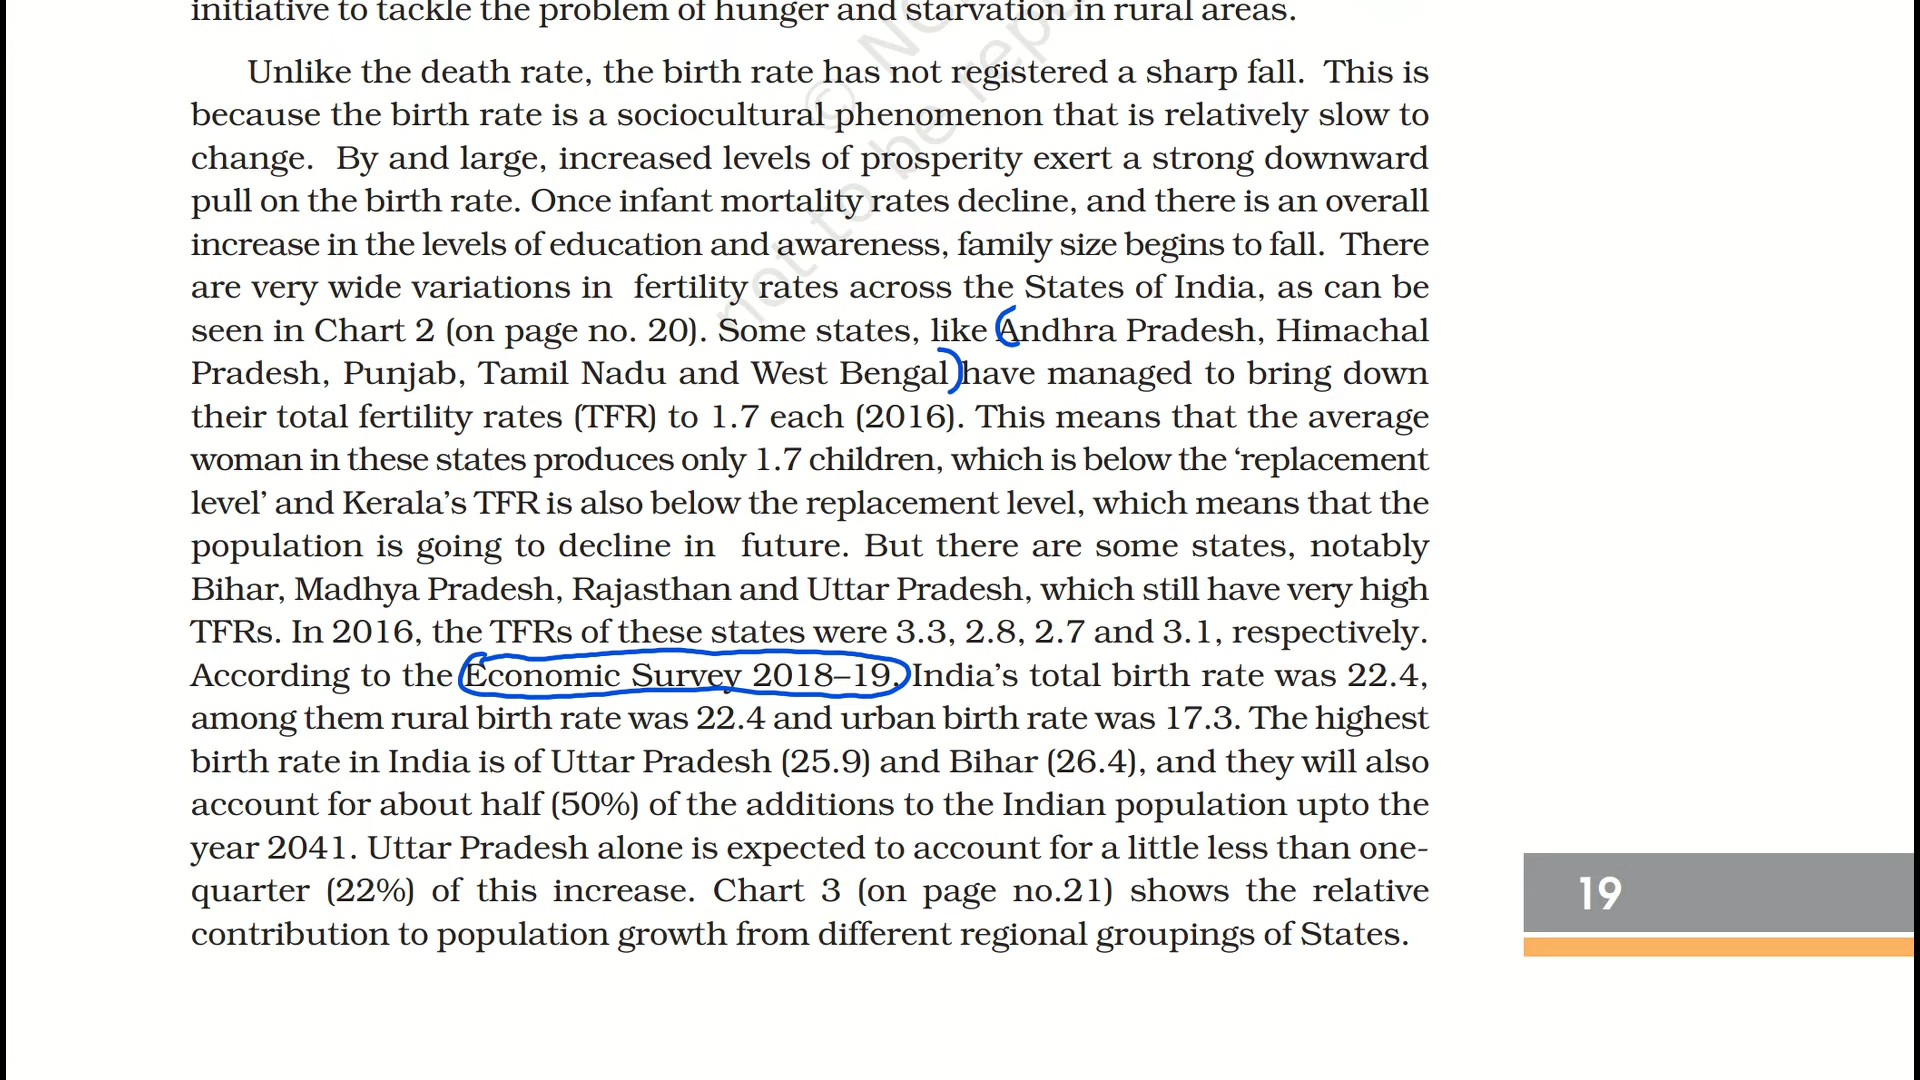 initiative to tackle the problem of hunger and starvation in rural areas.
Unlike the death rate, the birth rate has not registered a sharp fall. This is
because the birth rate is a sociocultural phenomenon that is relatively slow to
change. By and large, increased levels of prosperity exert a strong downward
pull on the birth rate. Once infant mortality rates decline, and there is an overall
increase in the levels of education and awareness, family size begins to fall. There
are very wide variations in fertility rates across the States of India, as can be
seen in Chart 2 (on page no. 20). Some states, like Andhra Pradesh, Himachal
Pradesh, Punjab, Tamil Nadu and West Bengal have managed to bring down
their total fertility rates (TFR) to 1.7 each (2016). This means that the average
woman in these states produces only 1.7 children, which is below the ‘replacement
level’ and Kerala’s TFR is also below the replacement level, which means that the
population is going to decline in future. But there are some states, notably
Bihar, Madhya Pradesh, Rajasthan and Uttar Pradesh, which still have very high
TFRs. In 2016, the TFRs of these states were 3.3, 2.8, 2.7 and 3.1, respectively.
According to the Economic Survey 2018–19, India’s total birth rate was 22.4,
among them rural birth rate was 22.4 and urban birth rate was 17.3. The highest
birth rate in India is of Uttar Pradesh (25.9) and Bihar (26.4), and they will also
account for about half (50%) of the additions to the Indian population upto the
year 2041. Uttar Pradesh alone is expected to account for a little less than one-
quarter (22%) of this increase. Chart 3 (on page no.21) shows the relative
contribution to population growth from different regional groupings of States.
19
not to be